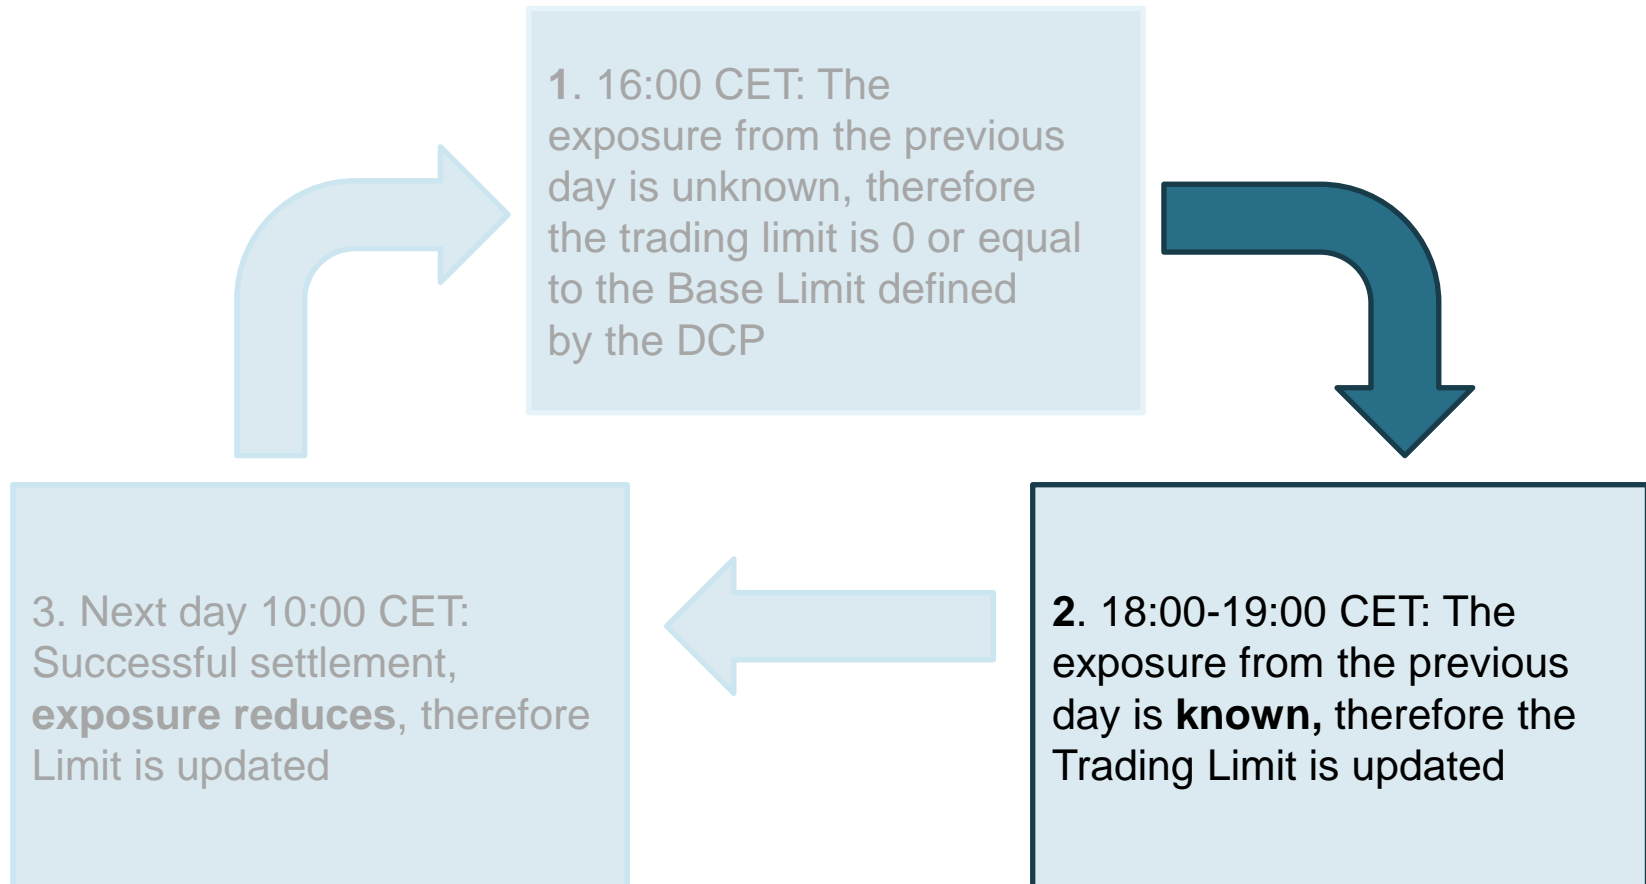 1. 16:00 CET: The
exposure from the previous
day is unknown, therefore
the trading limit is 0 or equal
to the Base Limit defined
by the DCP
2. 18:00-19:00 CET: The
exposure from the previous
day is known, therefore the
Trading Limit is updated
3. Next day 10:00 CET:
Successful settlement,
exposure reduces, therefore
Limit is updated